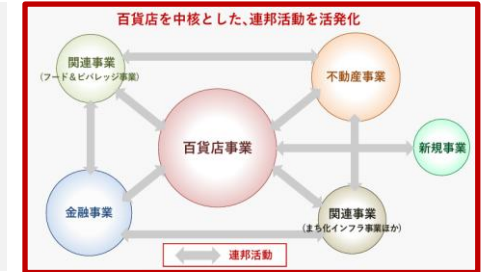 百貨店を中核とした、連邦活動を活発化
関連事業
(フード＆ビバレッジ事業)
不動産事業
百貨店事業
新規事業
金融事業
関連事業
(まち化インフラ事業ほか)
連邦活動